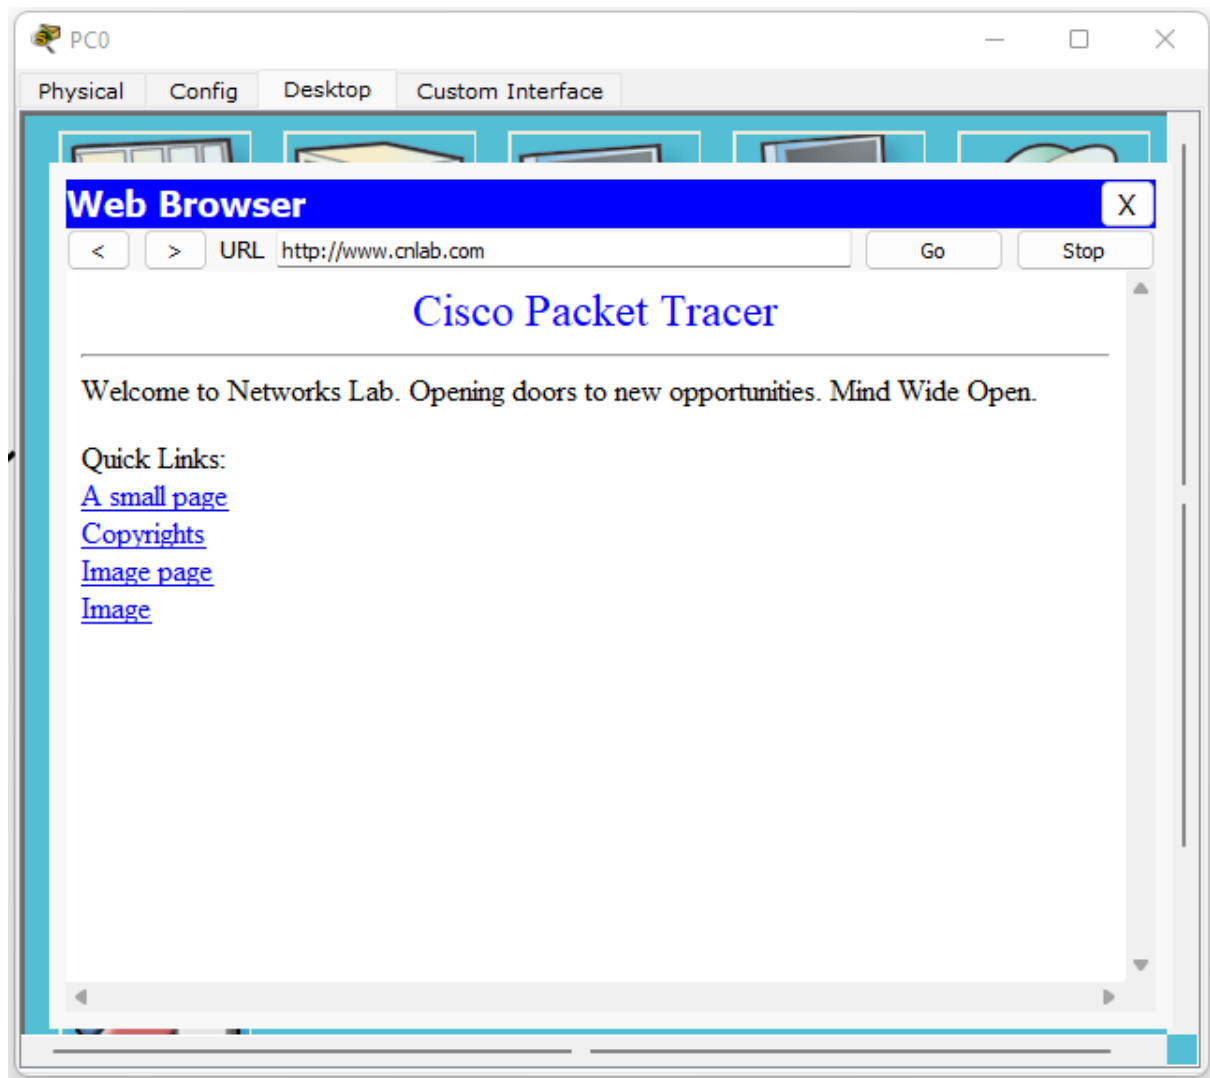 PC0
Physical Config Desktop Custom Interface
Web Browser X
< > URL http://www.cnlab.com Go Stop
Cisco Packet Tracer
Welcome to Networks Lab. Opening doors to new opportunities. Mind Wide Open.
Quick Links:
A small page
Copyrights
Image page
Image